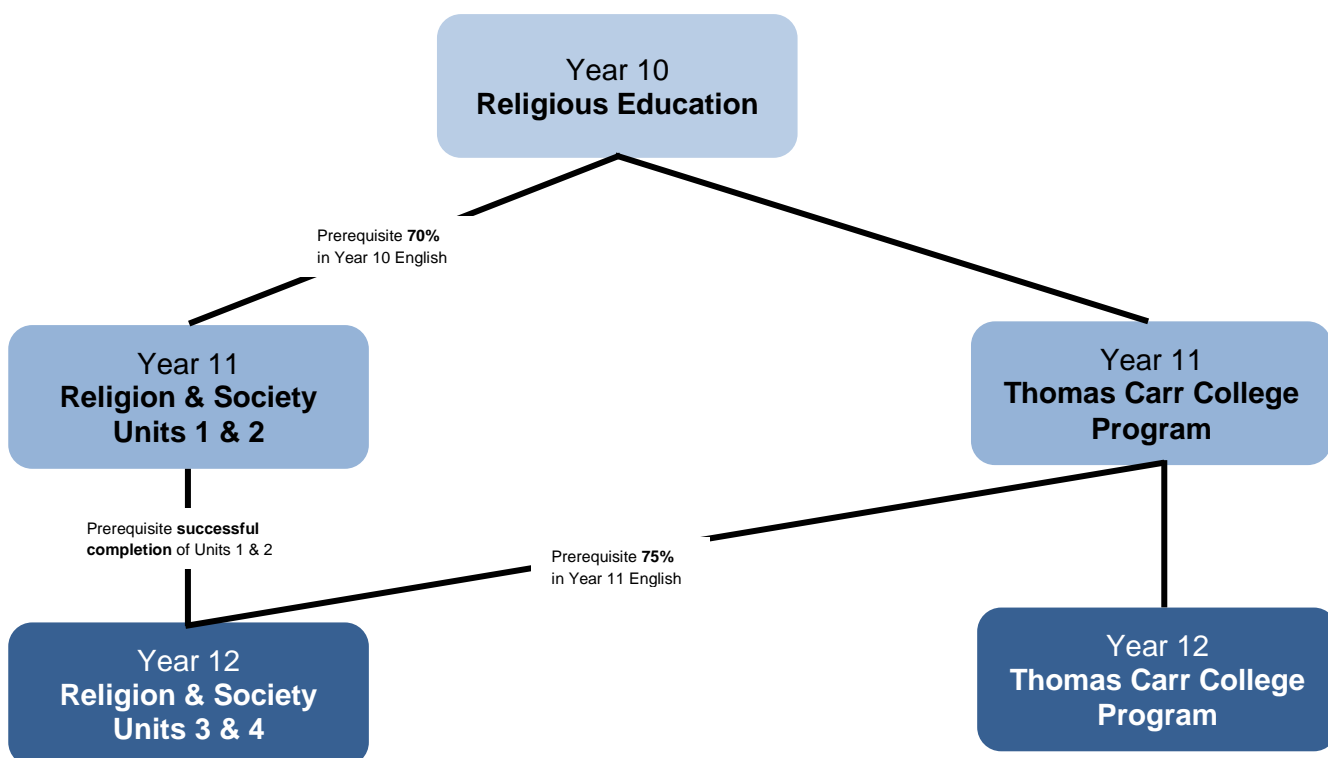 Year 10
Religious Education
Prerequisite 70%
in Year 10 English
Year 11
Religion & Society
Units 1 & 2
Year 11
Thomas Carr College
Program
Prerequisite successful
completion of Units 1 & 2
Prerequisite 75%
in Year 11 English
Year 12
Religion & Society
Units 3 & 4
Year 12
Thomas Carr College
Program